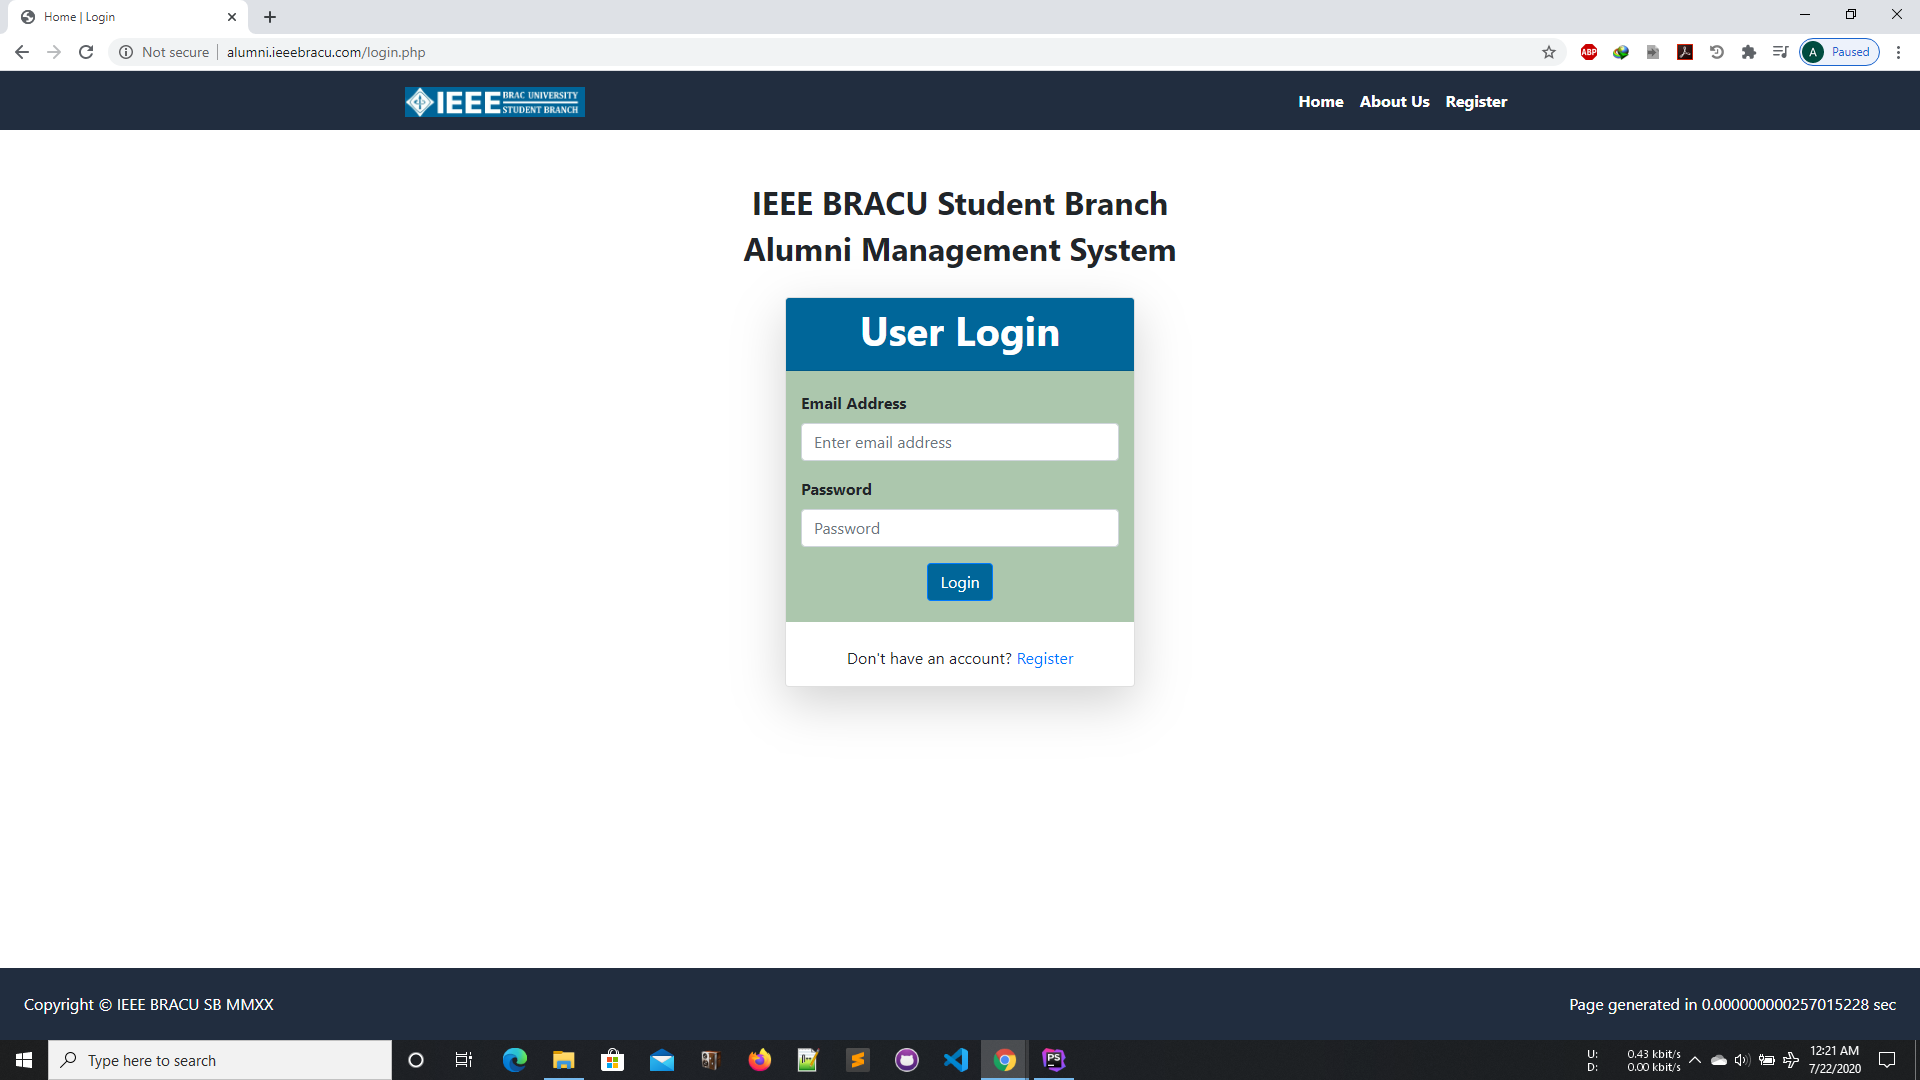 Home | Login
Not secure
alumni.ieeebracu.com/login.php
ABP
A
Paused
IEEE BRAC UNIVERSITY
STUDENT BRANCH
Home
About Us
Register
IEEE BRACU Student Branch
Alumni Management System
User Login
Email Address
Enter email address
Password
Password
Login
Don't have an account? Register
Copyright © IEEE BRACU SB MMXX
Page generated in 0.000000000257015228 sec
Type here to search
PS
U: 0.43 kbit/s
D: 0.00 kbit/s
12:21 AM
7/22/2020